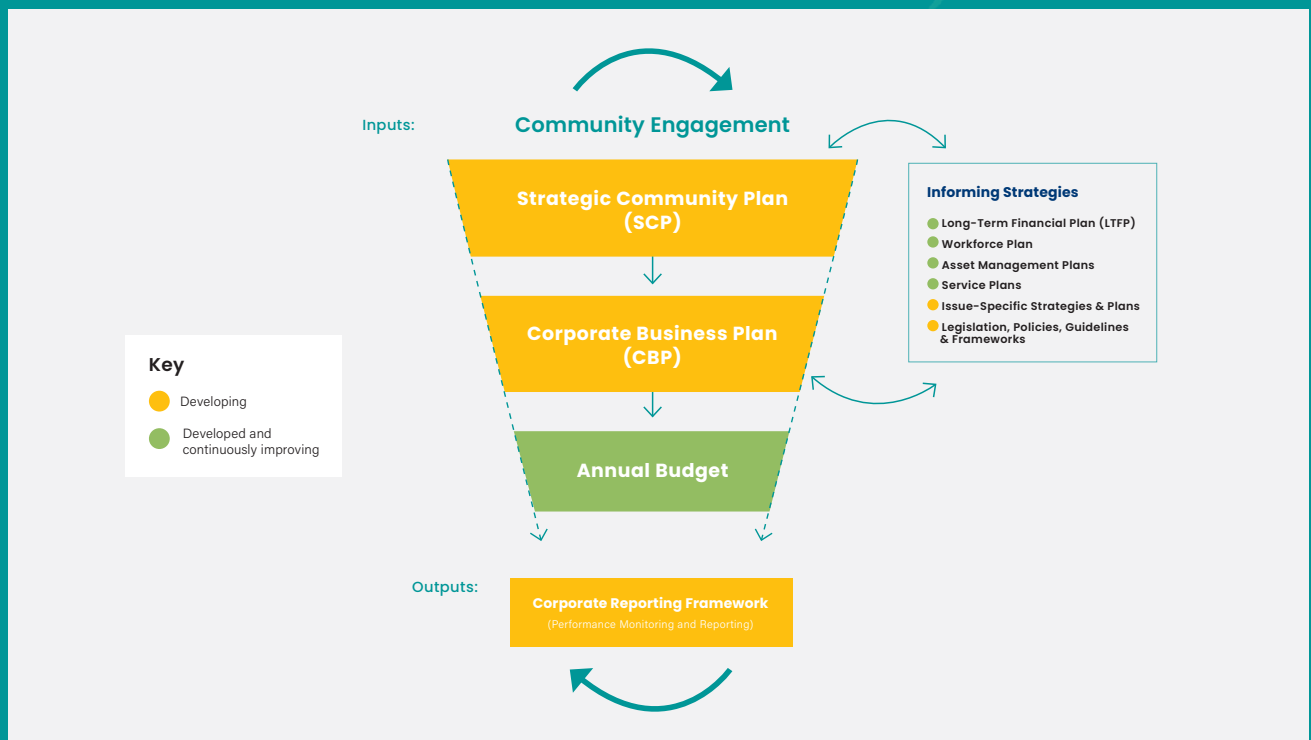 Inputs:
Community Engagement
Strategic Community Plan
(SCP)
Corporate Business Plan
(CBP)
Annual Budget
Informing Strategies
Long-Term Financial Plan (LTFP)
Workforce Plan
Asset Management Plans
Service Plans
Issue-Specific Strategies & Plans
Legislation, Policies, Guidelines
& Frameworks
Key
Developing
Developed and
continuously improving
Outputs:
Corporate Reporting Framework
(Performance Monitoring and Reporting)